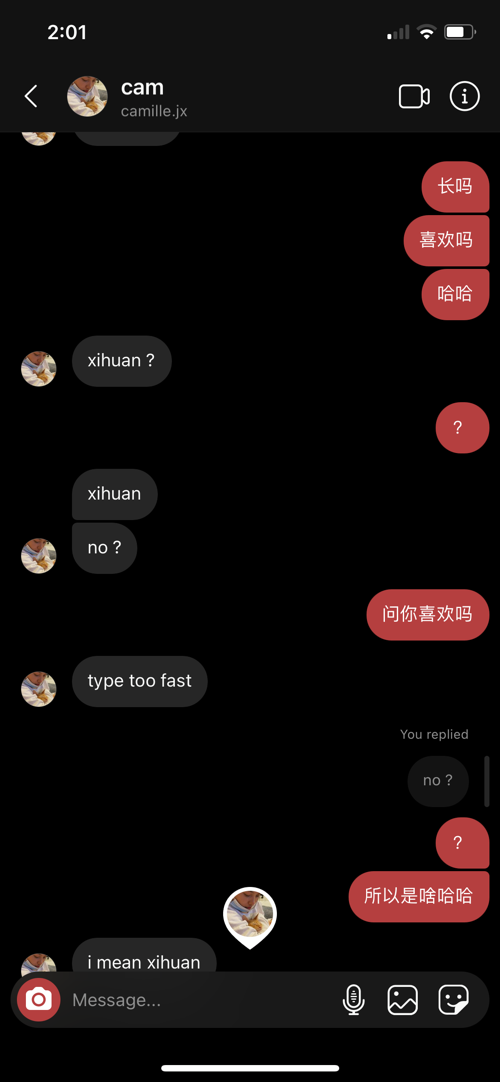 2:01
cam
camille.jx
长吗
喜欢吗
哈哈
xihuan ?
?
xihuan
no ?
问你喜欢吗
type too fast
You replied
no ?
?
所以是啥哈哈
i mean xihuan
Message...